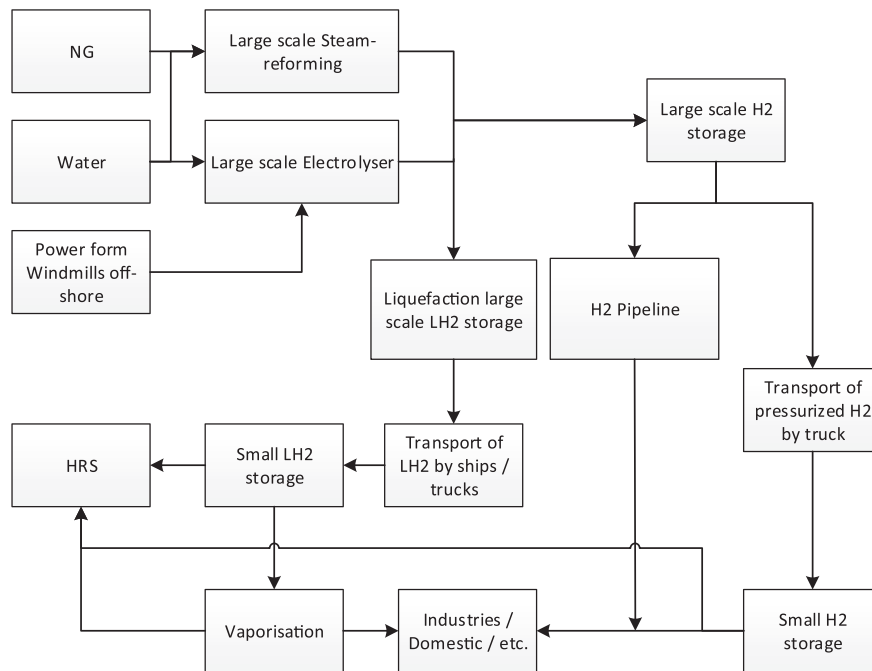 NG
Large scale Steam-
reforming
Large scale H2
storage
Water
Large scale Electrolyser
Power form
Windmills off-
shore
Liquefaction large
scale LH2 storage
H2 Pipeline
Transport of
pressurized H2
by truck
HRS
Small LH2
storage
Transport of
LH2 by ships /
trucks
Vaporisation
Industries /
Domestic / etc.
Small H2
storage